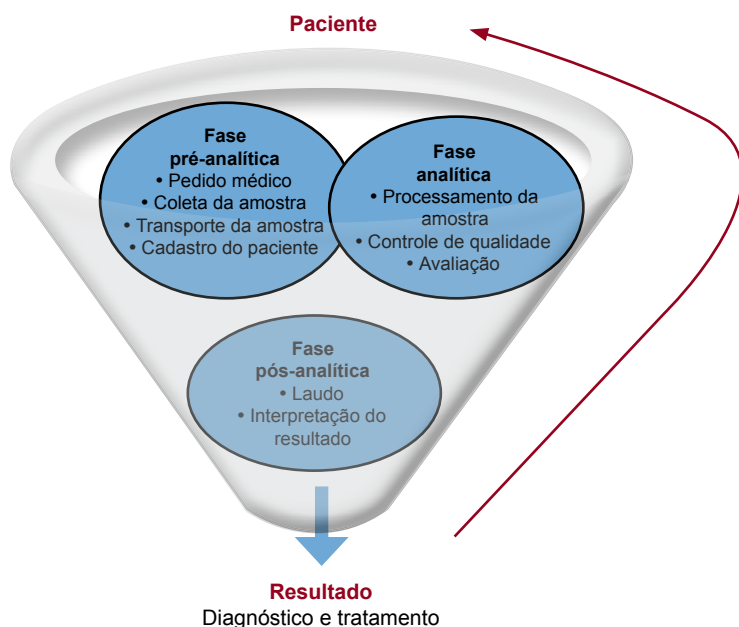 Paciente
Fase
pré-analítica
• Pedido médico
• Coleta da amostra
• Transporte da amostra
• Cadastro do paciente
Fase
analítica
• Processamento da
amostra
• Controle de qualidade
• Avaliação
Fase
pós-analítica
• Laudo
• Interpretação do
resultado
Resultado
Diagnóstico e tratamento